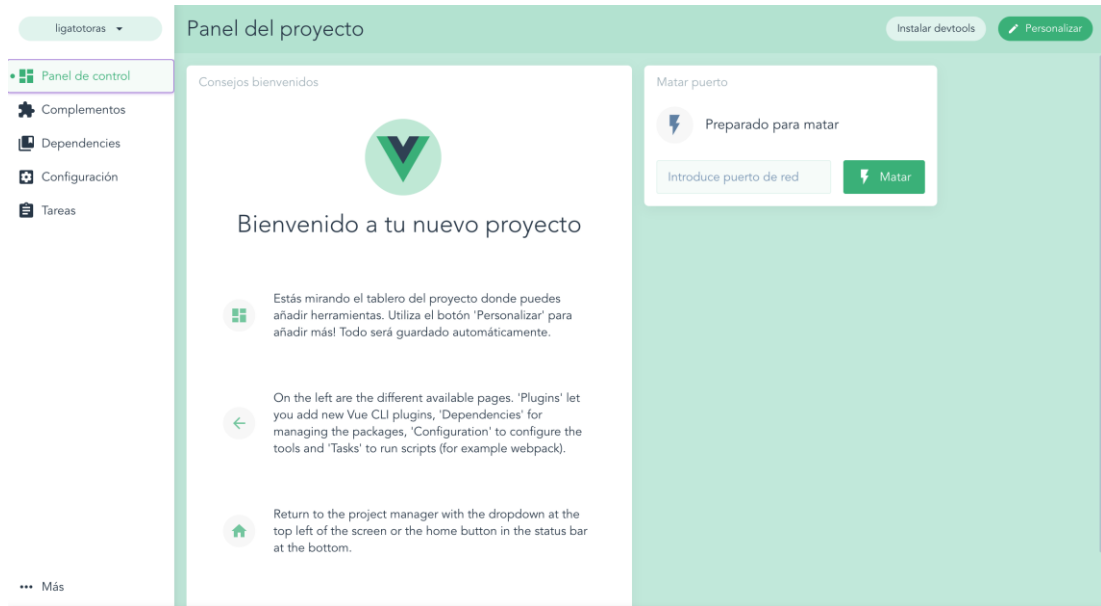 ligatotoras
Panel del proyecto
Instalar devtools
Personalizar
Panel de control
Complementos
Dependencies
Configuración
Tareas
Más
Consejos bienvenidos
Bienvenido a tu nuevo proyecto
Estás mirando el tablero del proyecto donde puedes
añadir herramientas. Utiliza el botón 'Personalizar' para
añadir más! Todo será guardado automáticamente.
On the left are the different available pages. 'Plugins' let
you add new Vue CLI plugins, 'Dependencies' for
managing the packages, 'Configuration' to configure the
tools and 'Tasks' to run scripts (for example webpack).
Return to the project manager with the dropdown at the
top left of the screen or the home button in the status bar
at the bottom.
Matar puerto
Preparado para matar
Introduce puerto de red
Matar